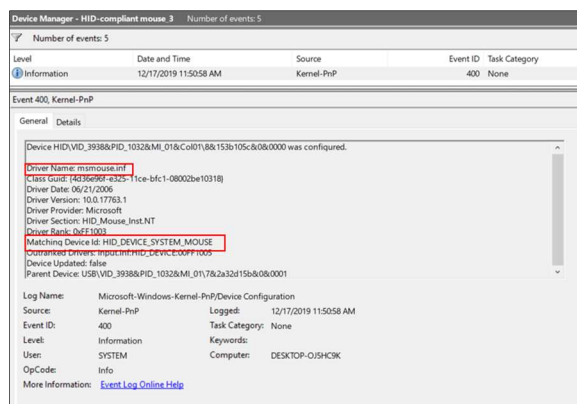 Device Manager - HID-compliant mouse_3 Number of events: 5
Number of events: 5
Level Date and Time Source Event ID Task Category
Information 12/17/2019 11:50:58 AM Kernel-PnP 400 None
Event 400, Kernel-PnP
General Details
Device HID\VID_3938&PID_1032&MI_01&Col01\8&153b105c&0&0000 was configured.
Driver Name: msmouse.inf
Class Guid: {4d36e96f-e325-11ce-bfc1-08002be10318}
Driver Date: 06/21/2006
Driver Version: 10.0.17763.1
Driver Provider: Microsoft
Driver Section: HID_Mouse_Inst.NT
Driver Rank: 0xFF1003
Matching Device Id: HID_DEVICE_SYSTEM_MOUSE
Outranked Drivers: input.inf:HID_DEVICE:00FF1005
Device Updated: false
Parent Device: USB\VID_3938&PID_1032&MI_01\7&2a32d15b&0&0001
Log Name: Microsoft-Windows-Kernel-PnP/Device Configuration
Source: Kernel-PnP Logged: 12/17/2019 11:50:58 AM
Event ID: 400 Task Category: None
Level: Information Keywords:
User: SYSTEM Computer: DESKTOP-OJ5HC9K
OpCode: Info
More Information: Event Log Online Help